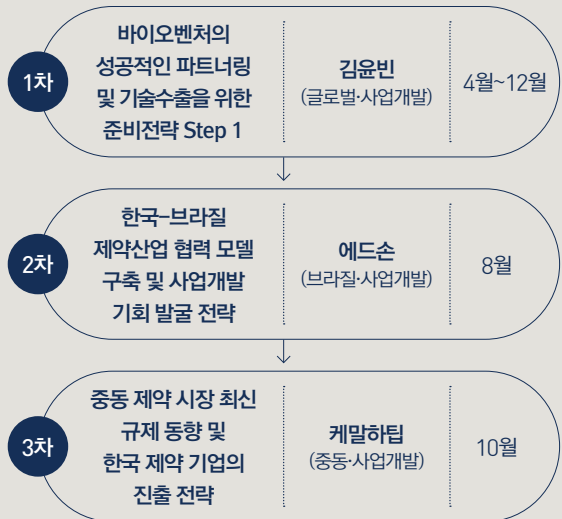 1차
바이오벤처의
성공적인 파트너링
및 기술수출을 위한
준비전략 Step 1
김윤빈
(글로벌·사업개발)
4월~12월
2차
한국-브라질
제약산업 협력 모델
구축 및 사업개발
기회 발굴 전략
에드손
(브라질·사업개발)
8월
3차
중동 제약 시장 최신
규제 동향 및
한국 제약 기업의
진출 전략
케말하팁
(중동·사업개발)
10월